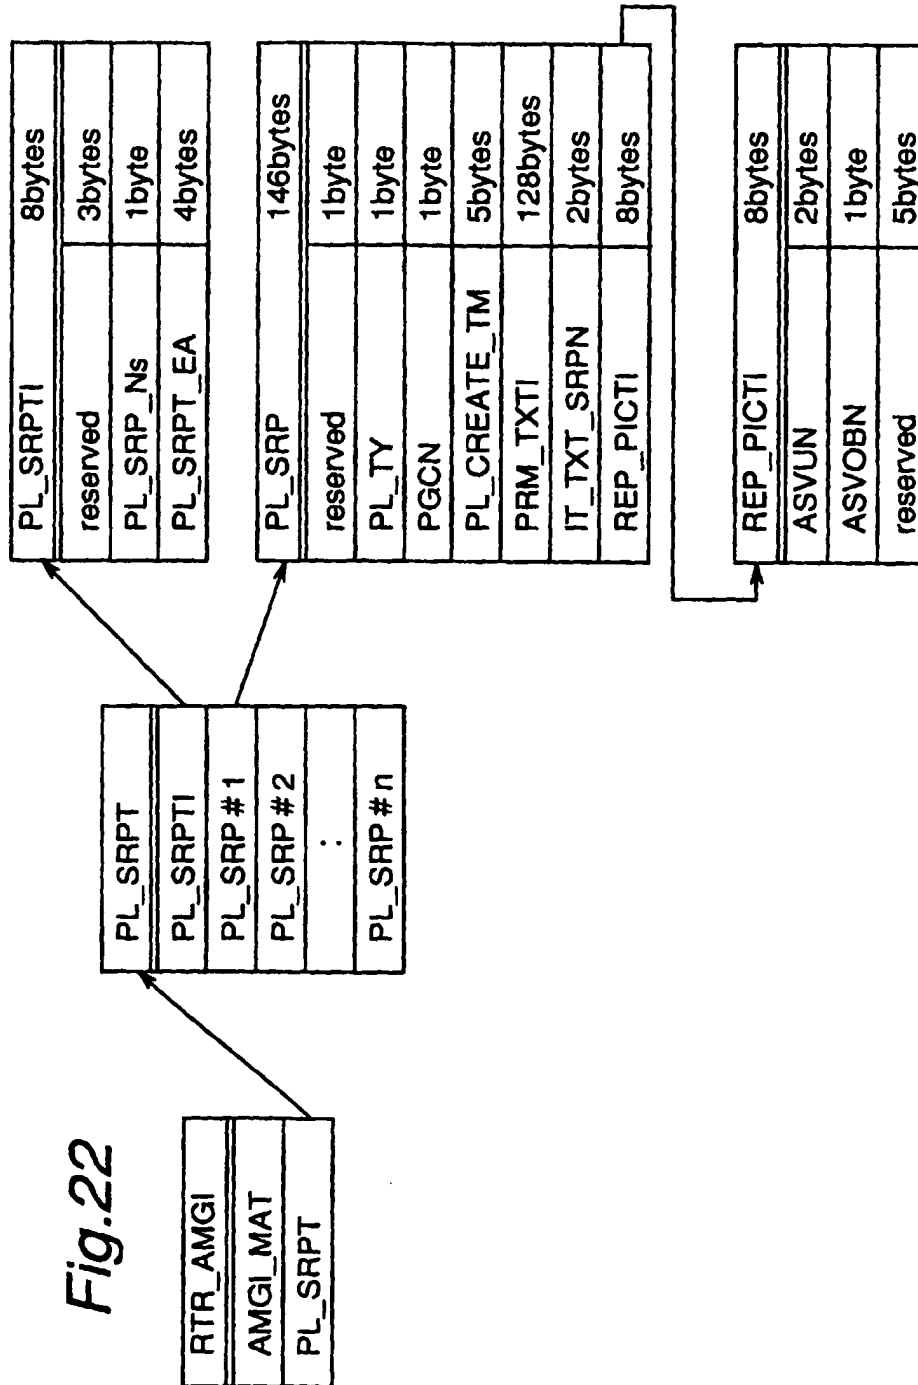 Fig.22
RTR_AMGI
AMGI_MAT
PL_SRPT
PL_SRPT
PL_SRPTI
PL_SRP#1
PL_SRP#2
:
PL_SRP#n
PL_SRPTI 8bytes
reserved 3bytes
PL_SRP_Ns 1byte
PL_SRPT_EA 4bytes
PL_SRP 146bytes
reserved 1byte
PL_TY 1byte
PGCN 1byte
PL_CREATE_TM 5bytes
PRM_TXTI 128bytes
IT_TXT_SRPN 2bytes
REP_PICTI 8bytes
REP_PICTI 8bytes
ASVUN 2bytes
ASVOBN 1byte
reserved 5bytes